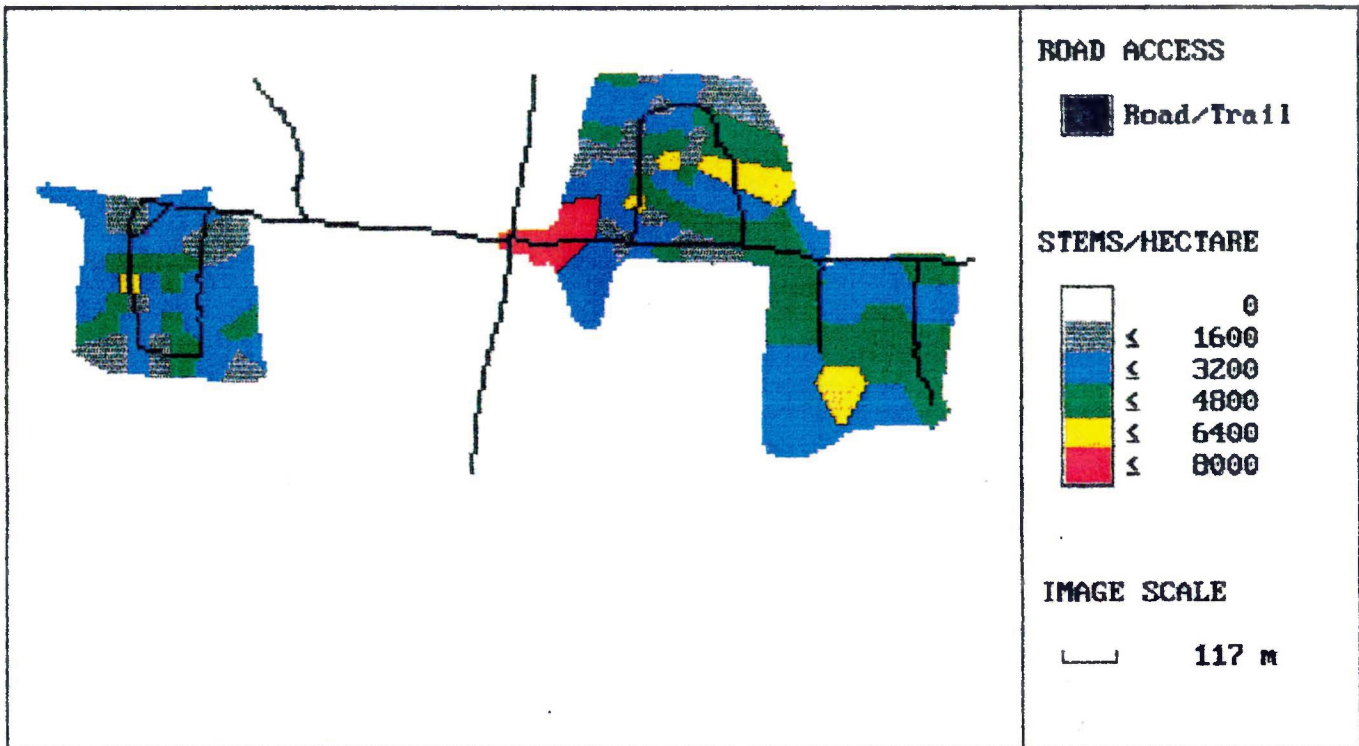 ROAD ACCESS
Road/Trail
STEMS/HECTARE
0
≤ 1600
≤ 3200
≤ 4800
≤ 6400
≤ 8000
IMAGE SCALE
117 m